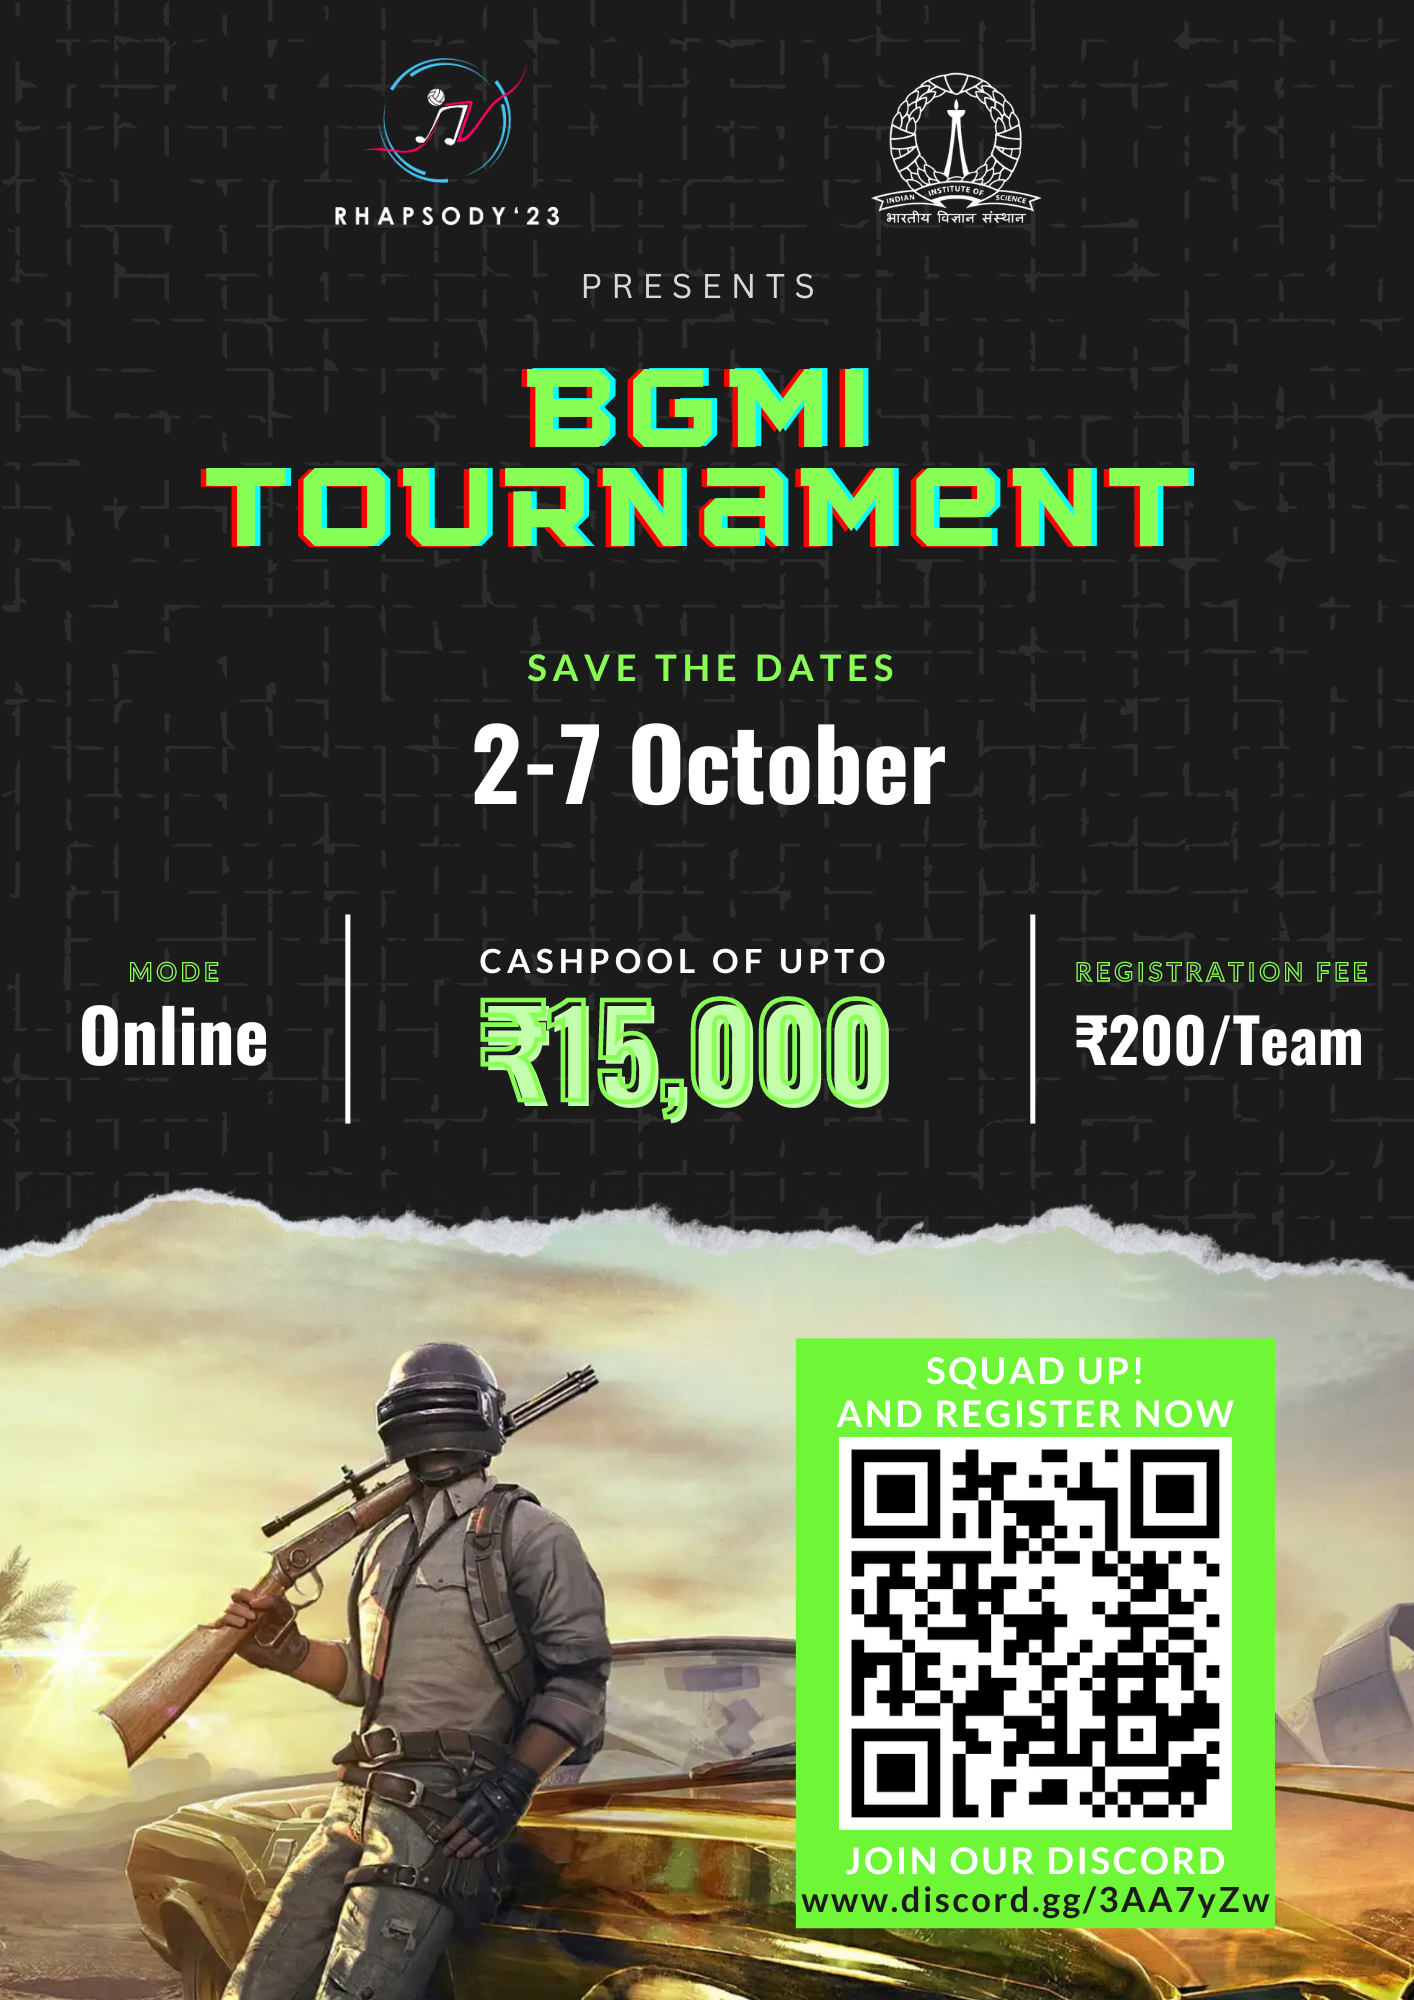 RHAPSODY‘23
INDIAN INSTITUTE OF SCIENCE
भारतीय विज्ञान संस्थान
PRESENTS
BGMI
TOURNAMENT
SAVE THE DATES
2-7 October
MODE
Online
CASHPOOL OF UPTO
₹15,000
REGISTRATION FEE
₹200/Team
SQUAD UP!
AND REGISTER NOW
JOIN OUR DISCORD
www.discord.gg/3AA7yZw